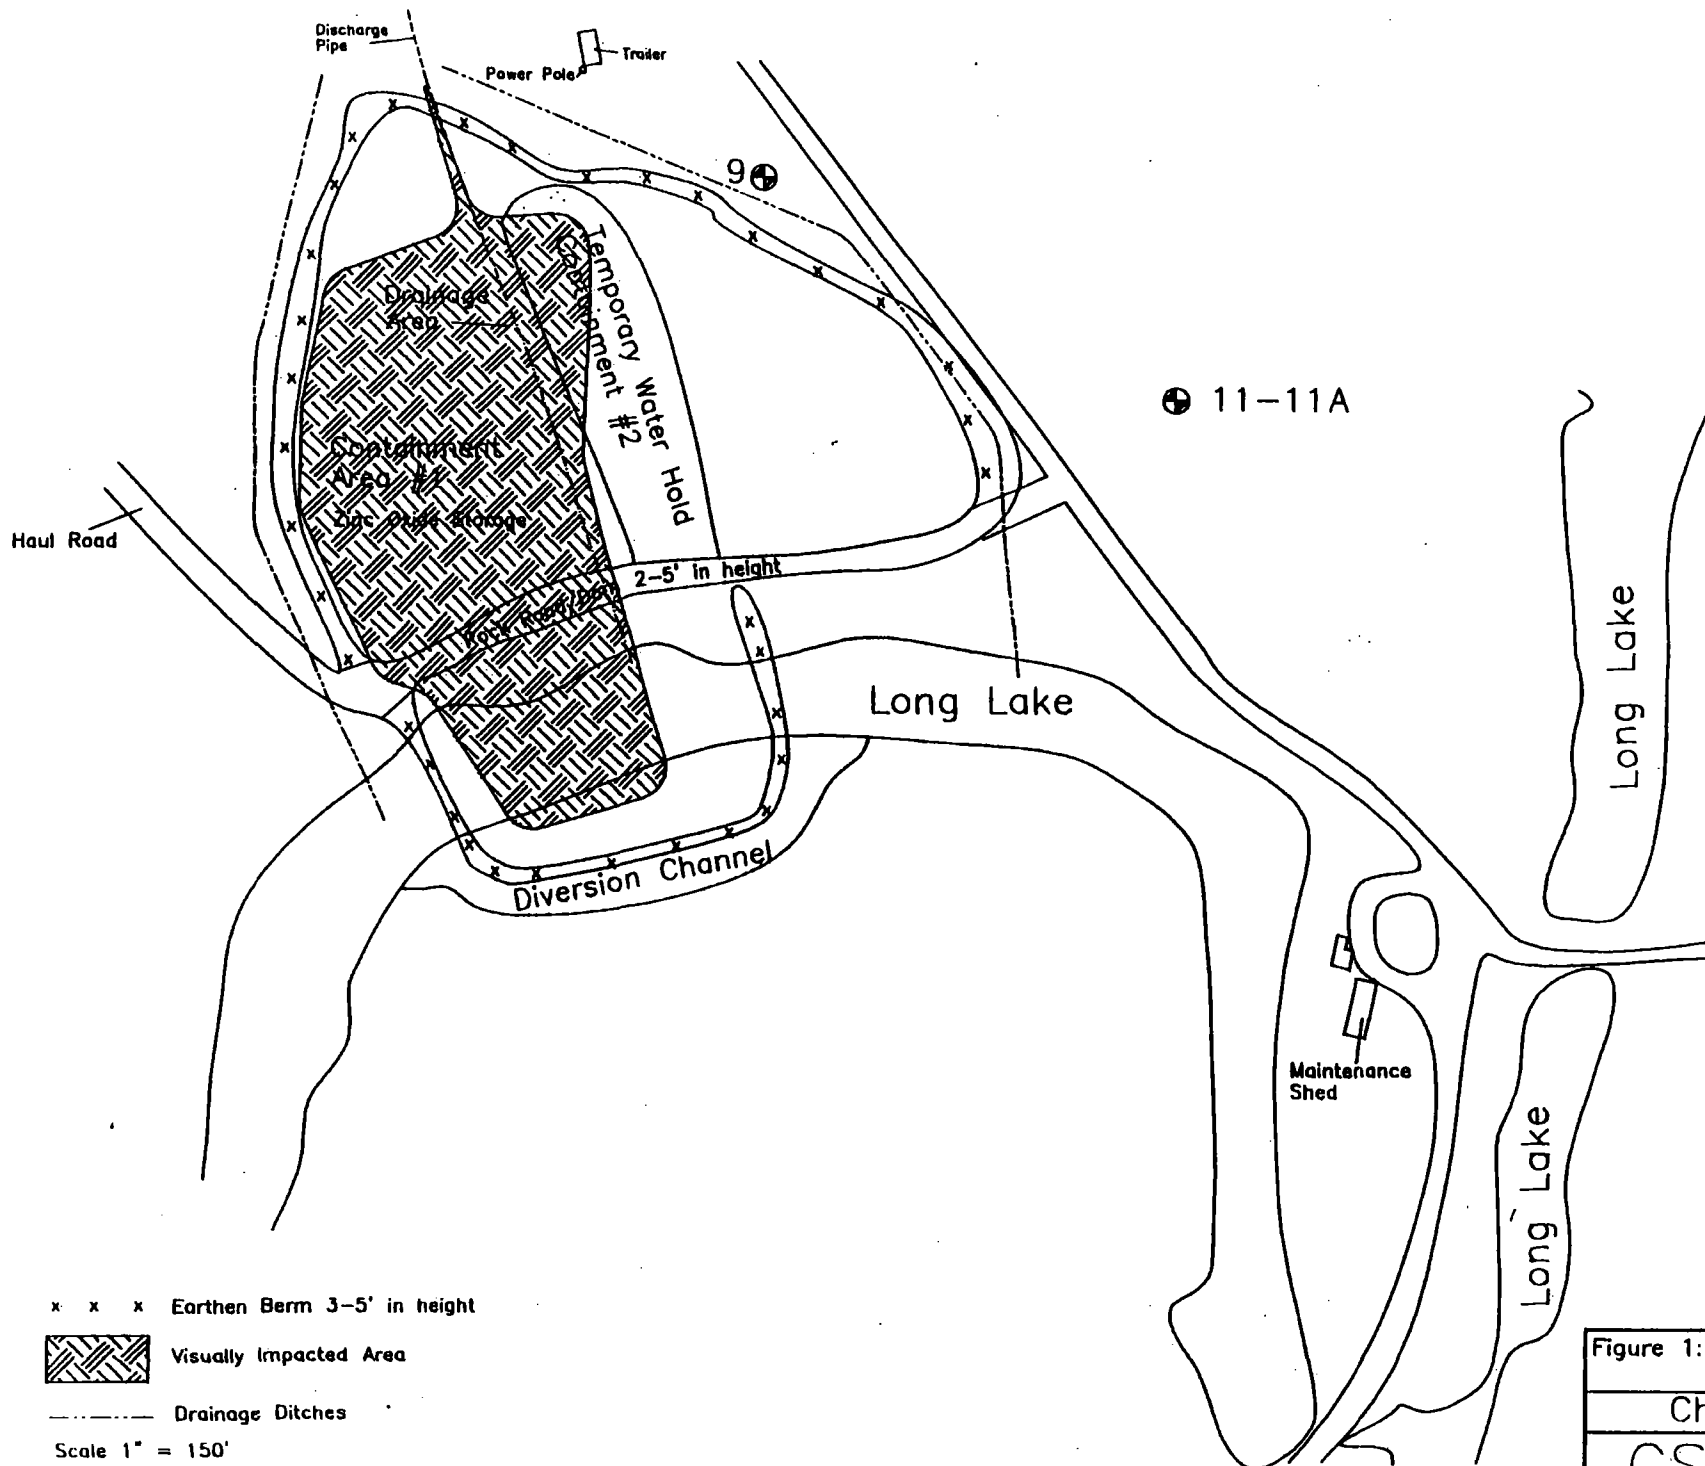 Discharge
Pipe
Trailer
Power Pole
9
Temporary Water Hold
Containment #2
Drainage
Area
11-11A
Containment
Area #1
Zinc Oxide Storage
Haul Road
2-5' in height
Rock Road/Dam
Long Lake
Long Lake
Diversion Channel
Maintenance
Shed
Long Lake
x x x Earthen Berm 3-5' in height
Visually Impacted Area
Drainage Ditches
Scale 1" = 150'
Figure 1: